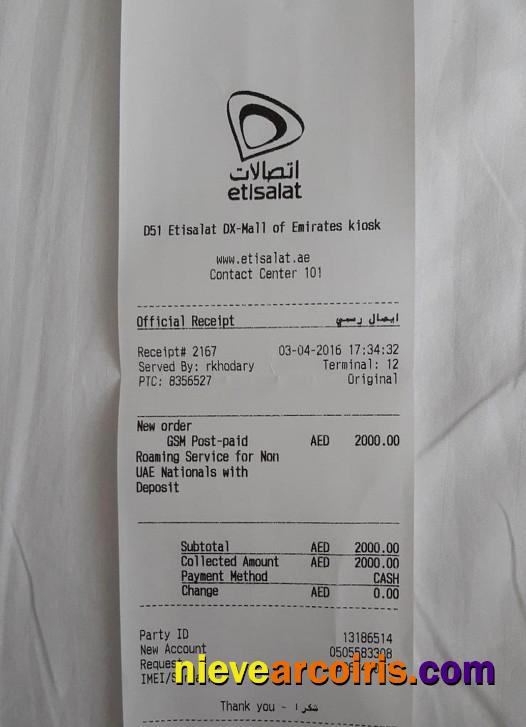 اتصالات
etisalat
D51 Etisalat DX-Mall of Emirates kiosk
www.etisalat.ae
Contact Center 101
Official Receipt ايصال رسمي
Receipt# 2167 03-04-2016 17:34:32
Served By: rkhodary Terminal: 12
PTC: 8356527 Original
New order
GSM Post-paid AED 2000.00
Roaming Service for Non
UAE Nationals with
Deposit
Subtotal AED 2000.00
Collected Amount AED 2000.00
Payment Method CASH
Change AED 0.00
Party ID 13186514
New Account 0505583308
Request
IMEI/S
nievearcoiris.com
Thank you - شكرا